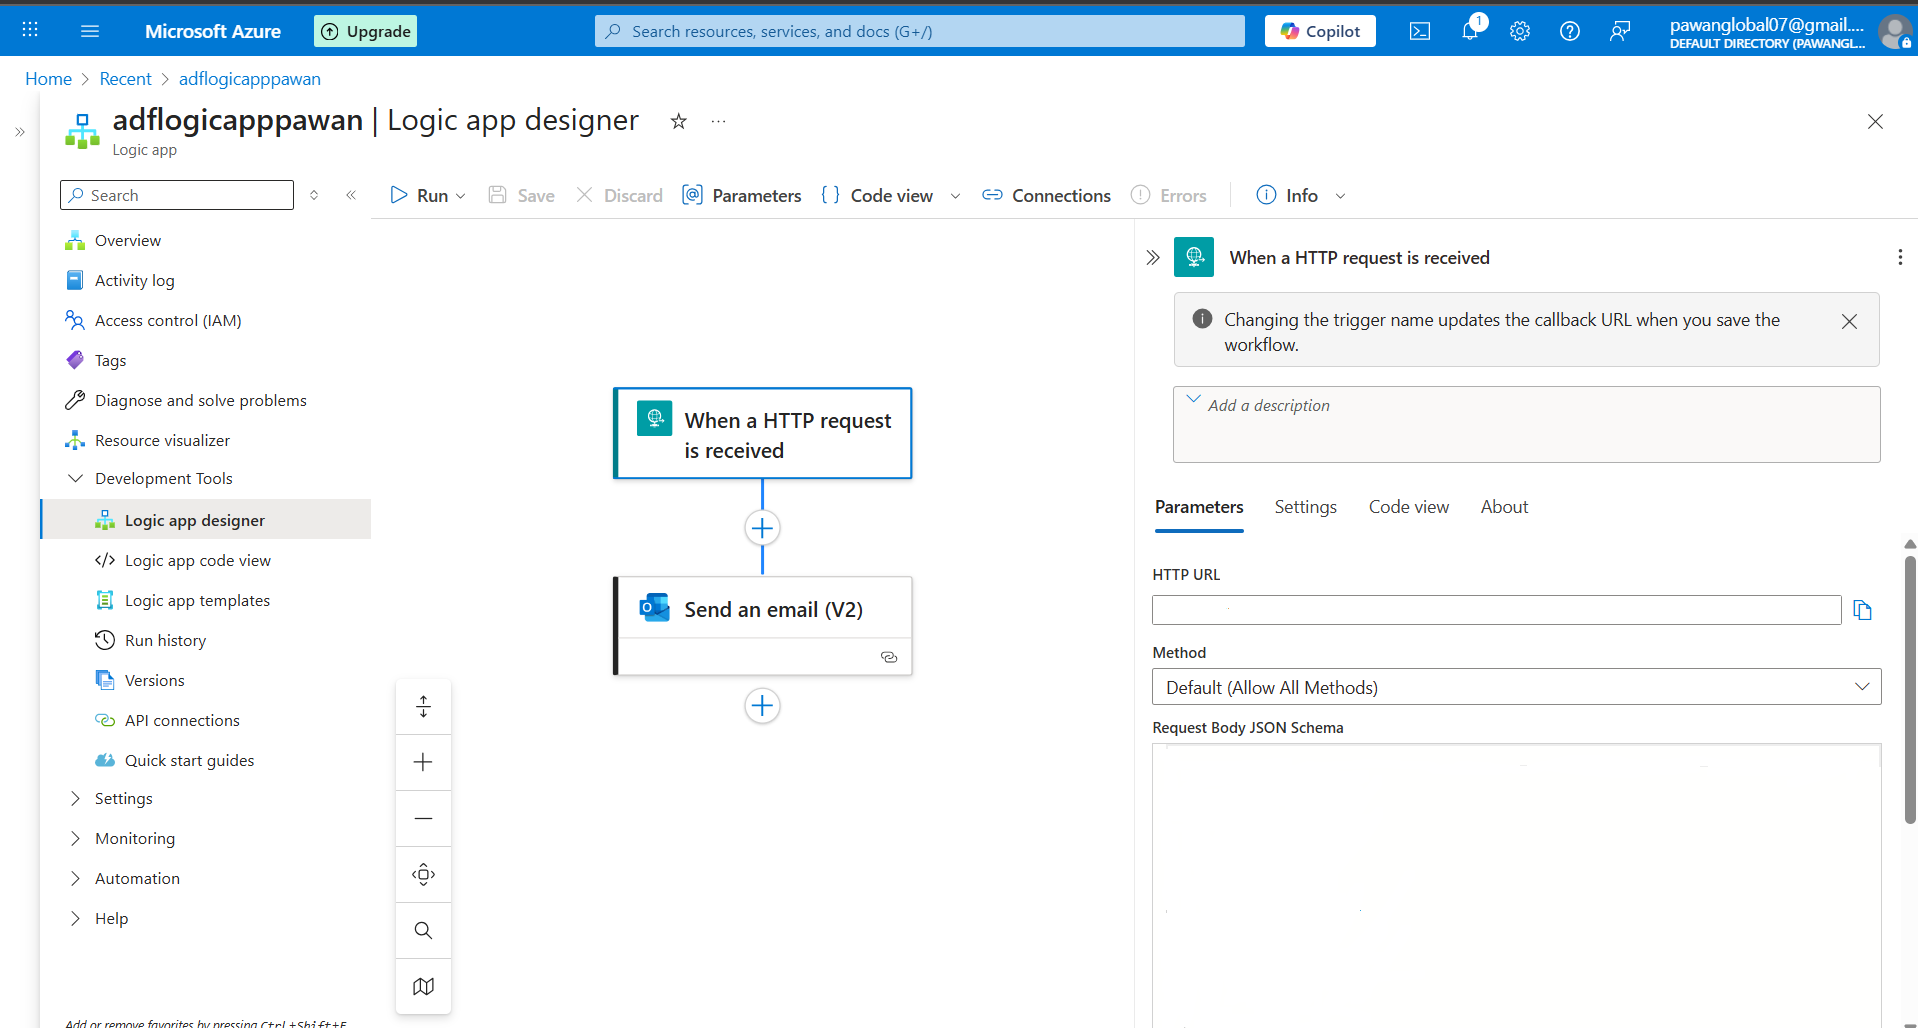 Microsoft Azure
Upgrade
Search resources, services, and docs (G+/)
Copilot
1
pawanglobal07@gmail....
DEFAULT DIRECTORY (PAWANGL...
Home > Recent > adflogicapppawan
adflogicapppawan | Logic app designer
Logic app
Search
Run
Save
Discard
Parameters
Code view
Connections
Errors
Info
Overview
Activity log
Access control (IAM)
Tags
Diagnose and solve problems
Resource visualizer
Development Tools
Logic app designer
Logic app code view
Logic app templates
Run history
Versions
API connections
Quick start guides
Settings
Monitoring
Automation
Help
Add or remove favorites by pressing Ctrl+Shift+F
When a HTTP request
is received
Send an email (V2)
When a HTTP request is received
Changing the trigger name updates the callback URL when you save the
workflow.
Add a description
Parameters
Settings
Code view
About
HTTP URL
Method
Default (Allow All Methods)
Request Body JSON Schema